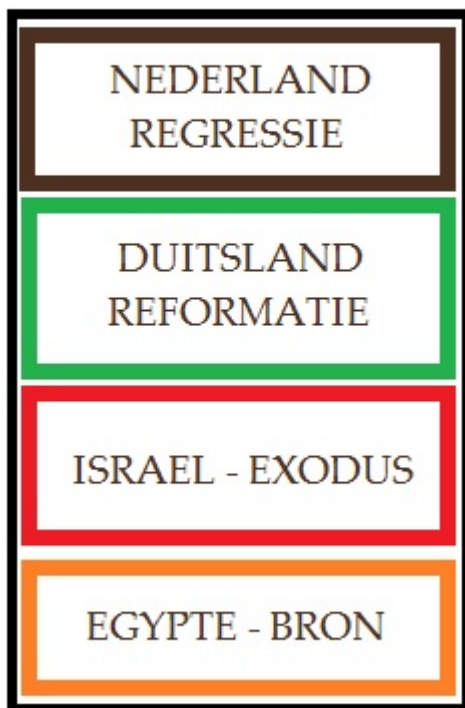 NEDERLAND
REGRESSIE
DUITSLAND
REFORMATIE
ISRAEL - EXODUS
EGYPTE - BRON